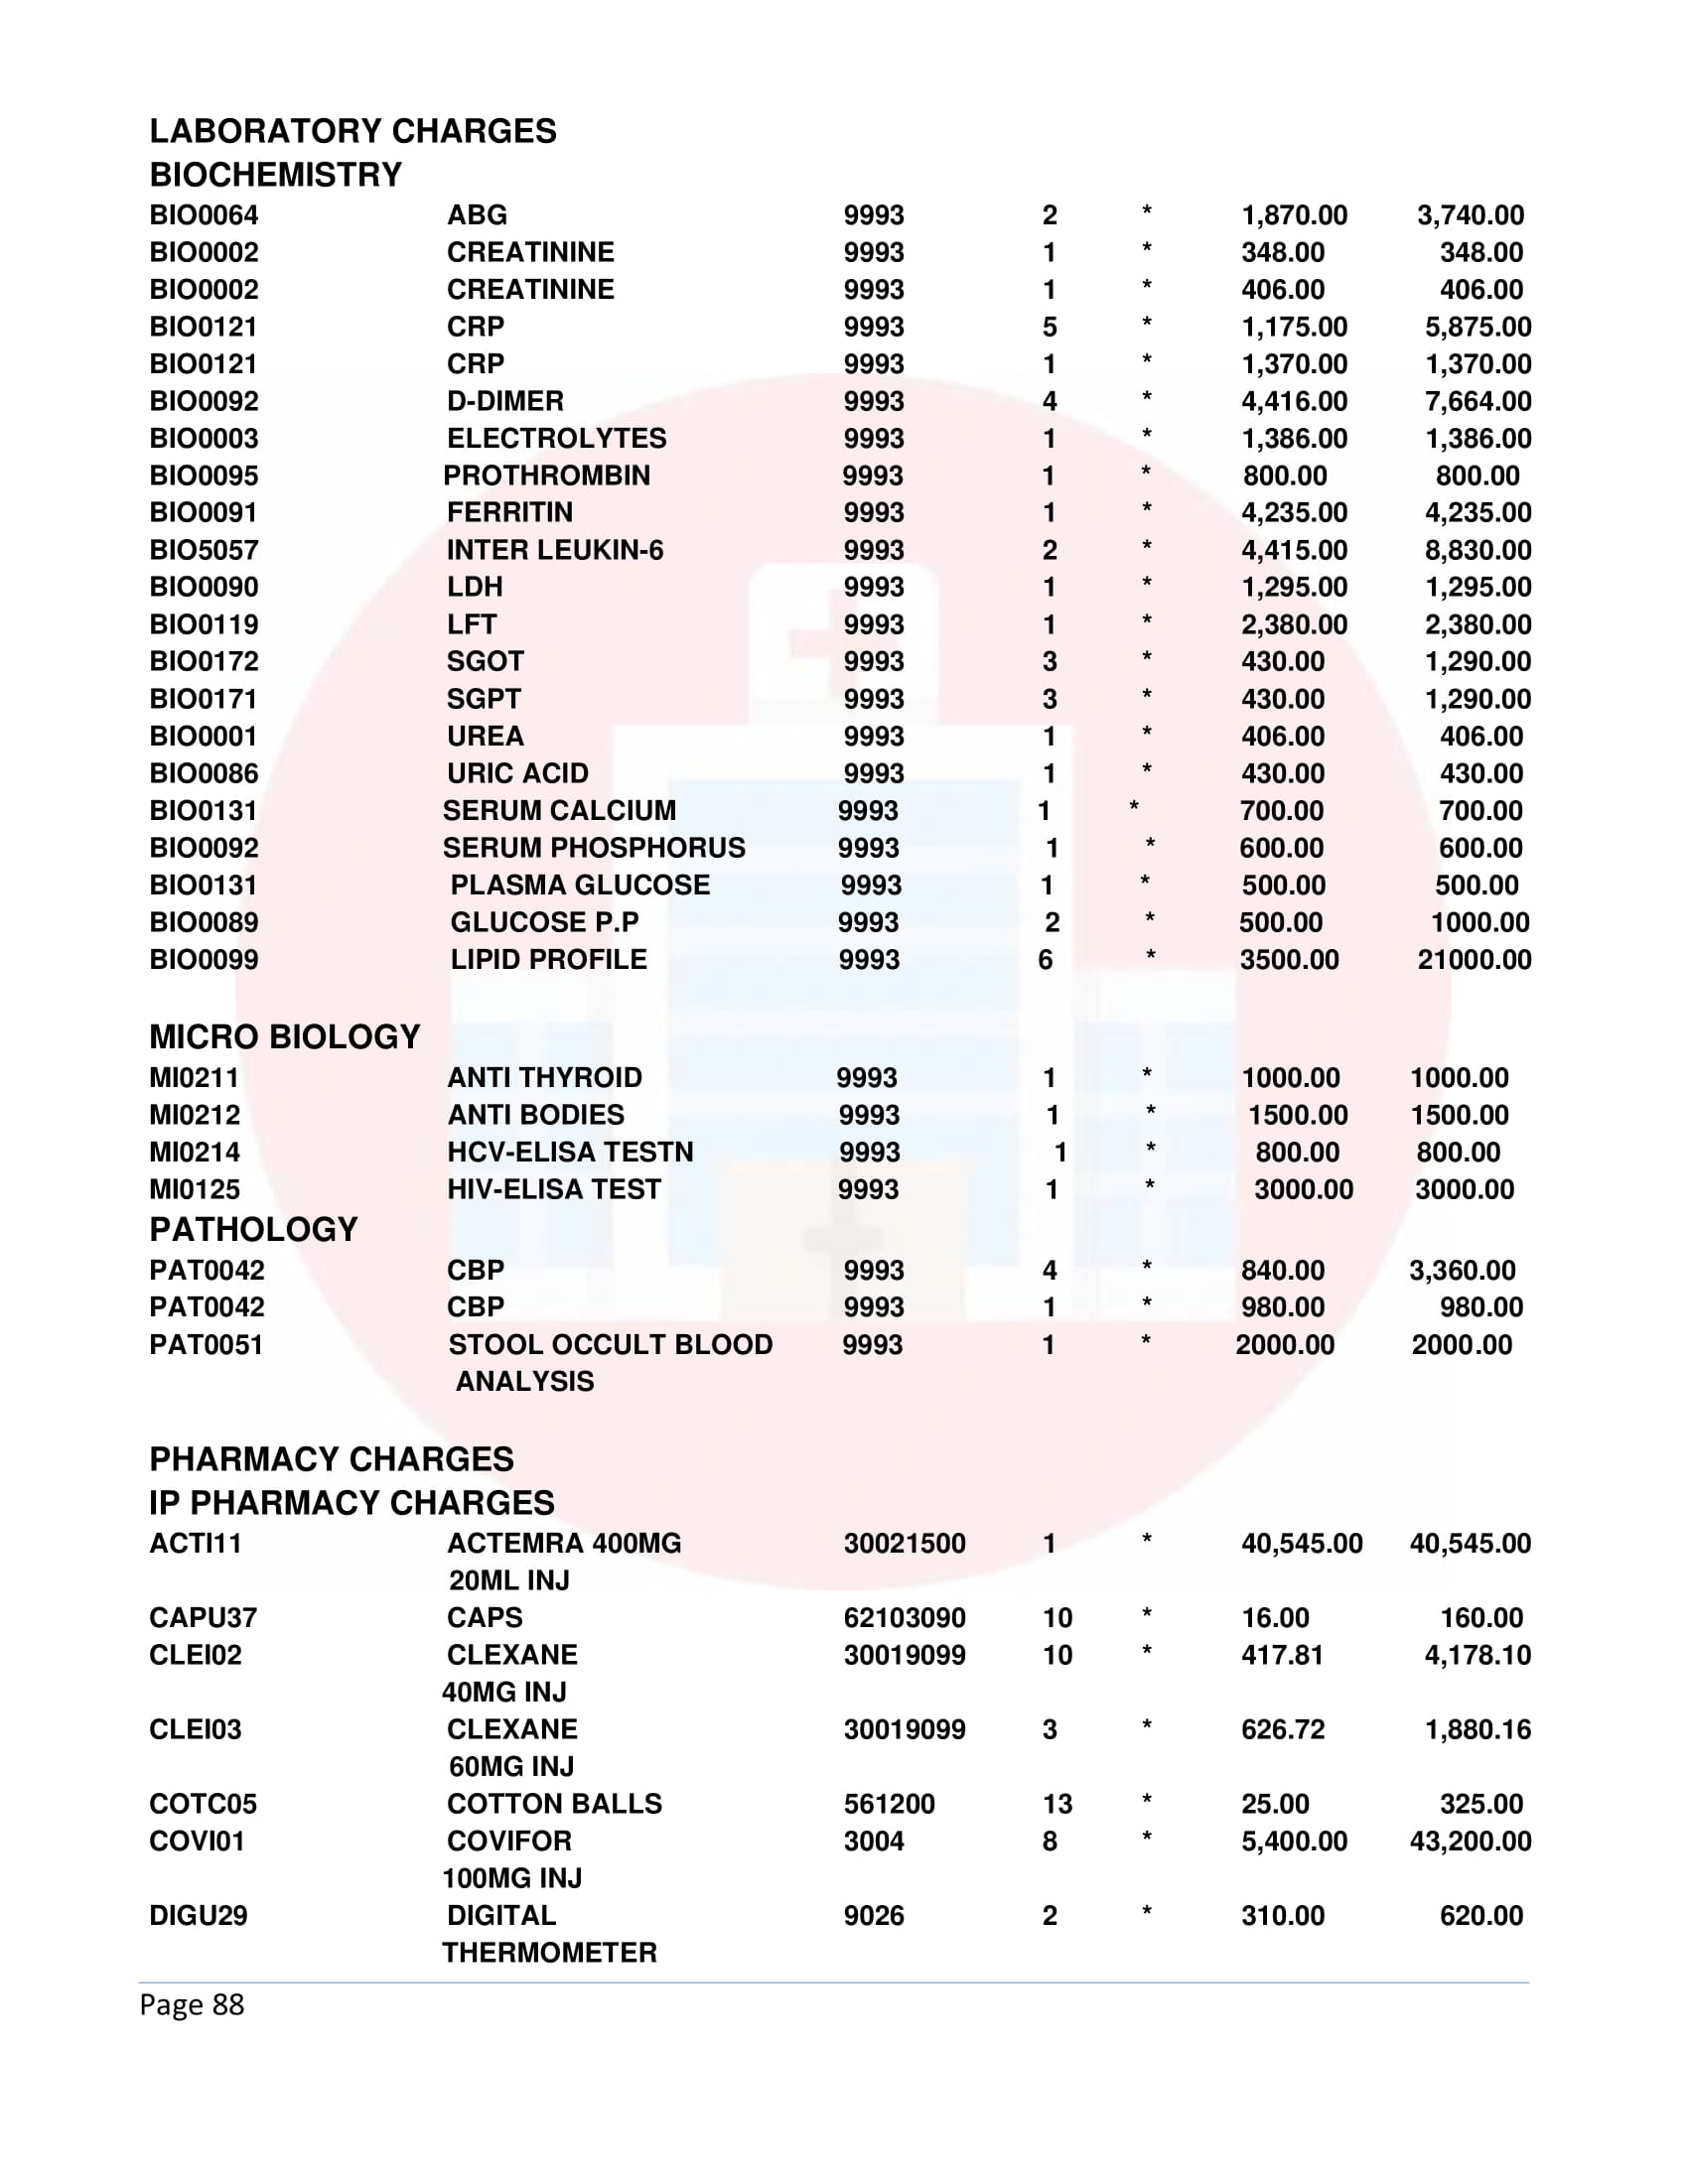 LABORATORY CHARGES
BIOCHEMISTRY
BIO0064 ABG 9993 2 * 1,870.00 3,740.00
BIO0002 CREATININE 9993 1 * 348.00 348.00
BIO0002 CREATININE 9993 1 * 406.00 406.00
BIO0121 CRP 9993 5 * 1,175.00 5,875.00
BIO0121 CRP 9993 1 * 1,370.00 1,370.00
BIO0092 D-DIMER 9993 4 * 4,416.00 7,664.00
BIO0003 ELECTROLYTES 9993 1 * 1,386.00 1,386.00
BIO0095 PROTHROMBIN 9993 1 * 800.00 800.00
BIO0091 FERRITIN 9993 1 * 4,235.00 4,235.00
BIO5057 INTER LEUKIN-6 9993 2 * 4,415.00 8,830.00
BIO0090 LDH 9993 1 * 1,295.00 1,295.00
BIO0119 LFT 9993 1 * 2,380.00 2,380.00
BIO0172 SGOT 9993 3 * 430.00 1,290.00
BIO0171 SGPT 9993 3 * 430.00 1,290.00
BIO0001 UREA 9993 1 * 406.00 406.00
BIO0086 URIC ACID 9993 1 * 430.00 430.00
BIO0131 SERUM CALCIUM 9993 1 * 700.00 700.00
BIO0092 SERUM PHOSPHORUS 9993 1 * 600.00 600.00
BIO0131 PLASMA GLUCOSE 9993 1 * 500.00 500.00
BIO0089 GLUCOSE P.P 9993 2 * 500.00 1000.00
BIO0099 LIPID PROFILE 9993 6 * 3500.00 21000.00
MICRO BIOLOGY
MI0211 ANTI THYROID 9993 1 * 1000.00 1000.00
MI0212 ANTI BODIES 9993 1 * 1500.00 1500.00
MI0214 HCV-ELISA TESTN 9993 1 * 800.00 800.00
MI0125 HIV-ELISA TEST 9993 1 * 3000.00 3000.00
PATHOLOGY
PAT0042 CBP 9993 4 * 840.00 3,360.00
PAT0042 CBP 9993 1 * 980.00 980.00
PAT0051 STOOL OCCULT BLOOD 9993 1 * 2000.00 2000.00
ANALYSIS
PHARMACY CHARGES
IP PHARMACY CHARGES
ACTI11 ACTEMRA 400MG 30021500 1 * 40,545.00 40,545.00
20ML INJ
CAPU37 CAPS 62103090 10 * 16.00 160.00
CLEI02 CLEXANE 30019099 10 * 417.81 4,178.10
40MG INJ
CLEI03 CLEXANE 30019099 3 * 626.72 1,880.16
60MG INJ
COTC05 COTTON BALLS 561200 13 * 25.00 325.00
COVI01 COVIFOR 3004 8 * 5,400.00 43,200.00
100MG INJ
DIGU29 DIGITAL 9026 2 * 310.00 620.00
THERMOMETER
Page 88